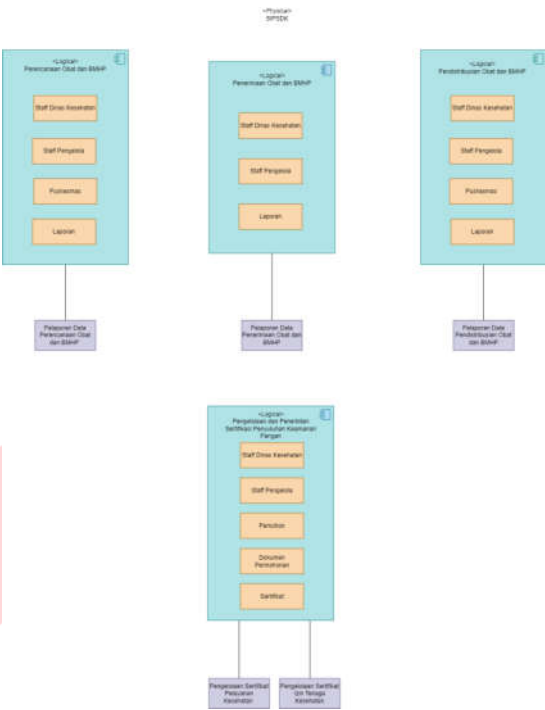 <Physical>
SIPSDK
<Logical>
Perencanaan Obat dan BMHP
Staff Dinas Kesehatan
Staff Pengelola
Puskesmas
Laporan
Pelaporan Data
Perencanaan Obat
dan BMHP
<Logical>
Penerimaan Obat dan BMHP
Staff Dinas Kesehatan
Staff Pengelola
Laporan
Pelaporan Data
Penerimaan Obat dan
BMHP
<Logical>
Pendistribusian Obat dan BMHP
Staff Dinas Kesehatan
Staff Pengelola
Puskesmas
Laporan
Pelaporan Data
Pendistribusian Obat
dan BMHP
<Logical>
Pengelolaan dan Penerbitan
Sertifikasi Penyuluhan Keamanan
Pangan
Staff Dinas Kesehatan
Staff Pengelola
Pemohon
Dokumen
Permohonan
Sertifikat
Pengelolaan Sertifikat
Pelayanan
Kesehatan
Pengelolaan Sertifikat
Izin Tenaga
Kesehatan